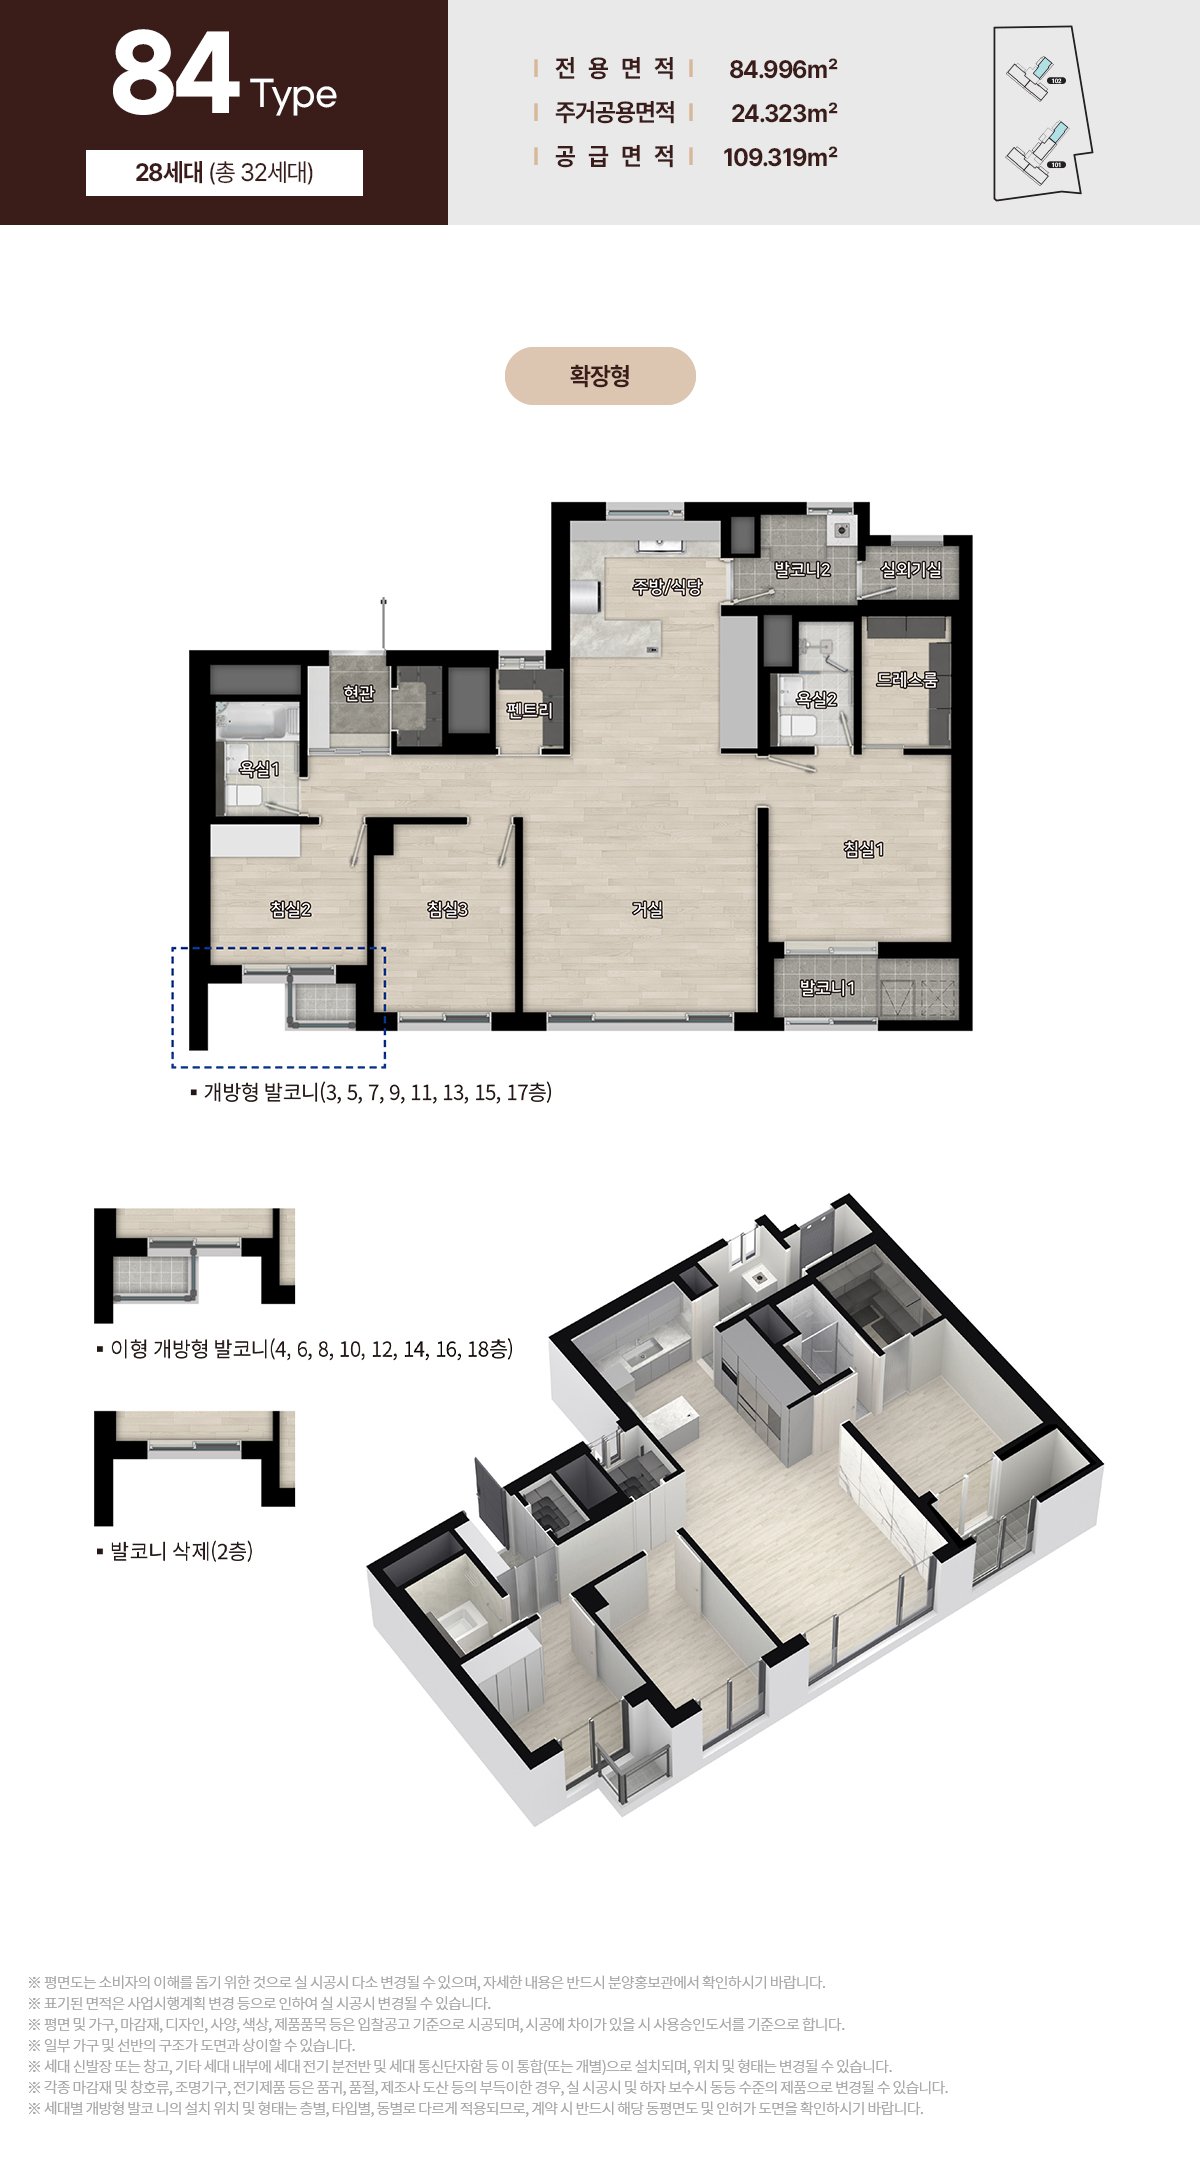 84 Type
28세대 (총 32세대)
전용면적 84.996m²
주거공용면적 24.323m²
공급면적 109.319m²
102
101
확장형
주방/식당
발코니2
실외기실
현관
펜트리
욕실2
드레스룸
욕실1
침실1
침실2
침실3
거실
발코니1
▪ 개방형 발코니(3, 5, 7, 9, 11, 13, 15, 17층)
▪ 이형 개방형 발코니(4, 6, 8, 10, 12, 14, 16, 18층)
▪ 발코니 삭제(2층)
※ 평면도는 소비자의 이해를 돕기 위한 것으로 실 시공시 다소 변경될 수 있으며, 자세한 내용은 반드시 분양홍보관에서 확인하시기 바랍니다.
※ 표기된 면적은 사업시행계획 변경 등으로 인하여 실 시공시 변경될 수 있습니다.
※ 평면 및 가구, 마감재, 디자인, 사양, 색상, 제품품목 등은 입찰공고 기준으로 시공되며, 시공에 차이가 있을 시 사용승인도서를 기준으로 합니다.
※ 일부 가구 및 선반의 구조가 도면과 상이할 수 있습니다.
※ 세대 신발장 또는 창고, 기타 세대 내부에 세대 전기 분전반 및 세대 통신단자함 등 이 통합(또는 개별)으로 설치되며, 위치 및 형태는 변경될 수 있습니다.
※ 각종 마감재 및 창호류, 조명기구, 전기제품 등은 품귀, 품절, 제조사 도산 등의 부득이한 경우, 실 시공시 및 하자 보수시 동등 수준의 제품으로 변경될 수 있습니다.
※ 세대별 개방형 발코 니의 설치 위치 및 형태는 층별, 타입별, 동별로 다르게 적용되므로, 계약 시 반드시 해당 동평면도 및 인허가 도면을 확인하시기 바랍니다.